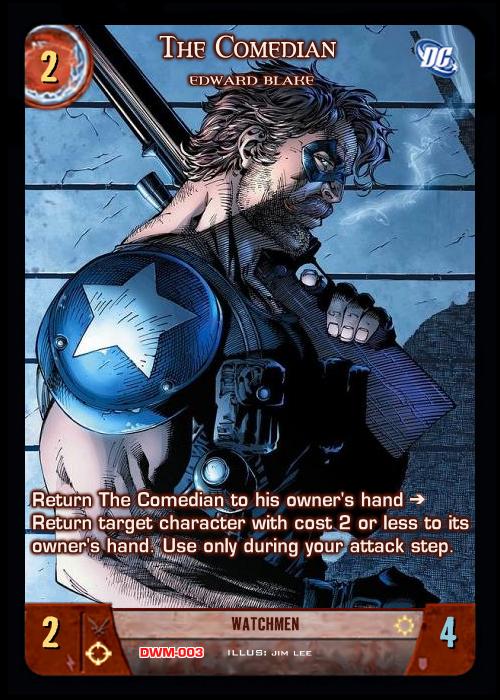 2
The Comedian
DC
Edward Blake
Return The Comedian to his owner's hand ➔
Return target character with cost 2 or less to its
owner's hand. Use only during your attack step.
2
WATCHMEN
4
DWM-003
ILLUS: JIM LEE